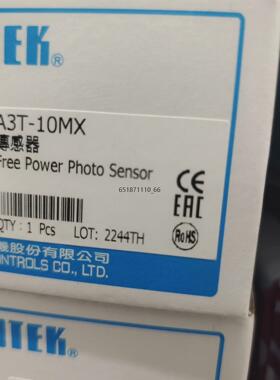 TEK®
A3T-10MX
傳感器
Free Power Photo Sensor
651871110_66
CE
EAC
QTY : 1 Pcs LOT: 2244TH
RoHS
股份有限公司
CONTROLS CO., LTD.
TEK®